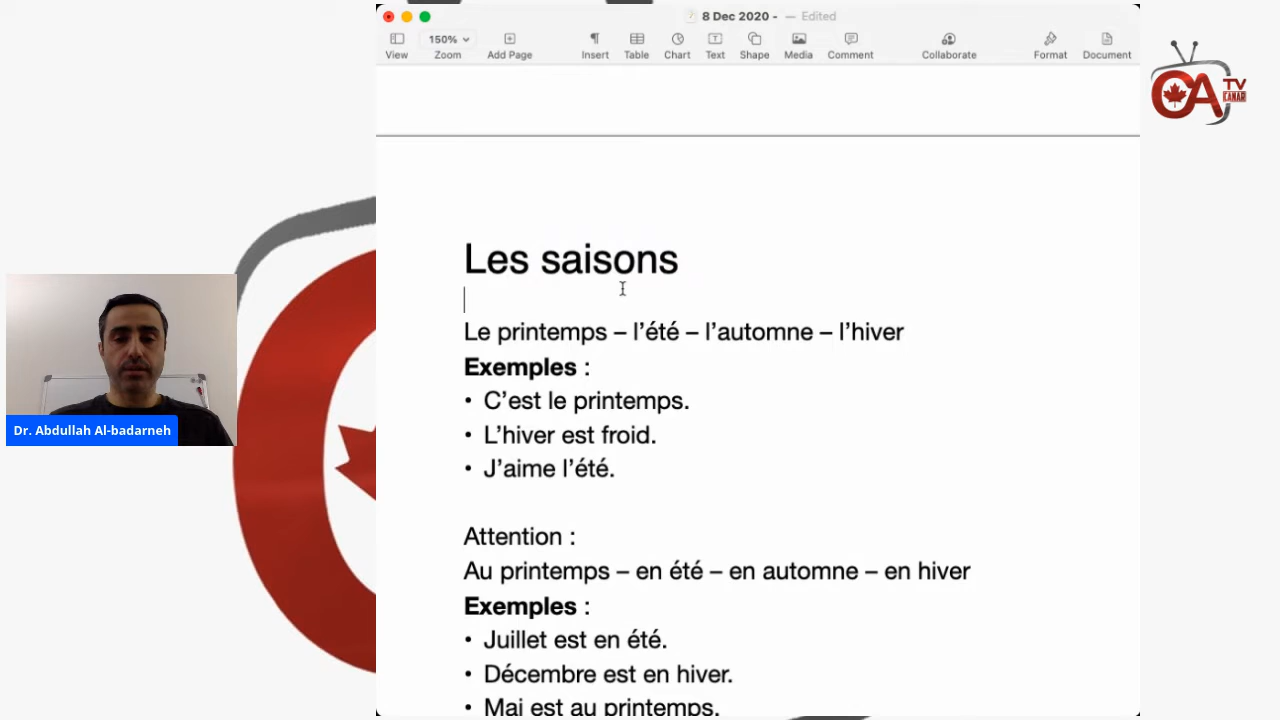 8 Dec 2020 - — Edited
150%
View Zoom Add Page Insert Table Chart Text Shape Media Comment Collaborate Format Document
CA TV
CANAR
Les saisons
Le printemps – l’été – l’automne – l’hiver
Exemples :
• C’est le printemps.
• L’hiver est froid.
• J’aime l’été.
Attention :
Au printemps – en été – en automne – en hiver
Exemples :
• Juillet est en été.
• Décembre est en hiver.
• Mai est au printemps.
Dr. Abdullah Al-badarneh